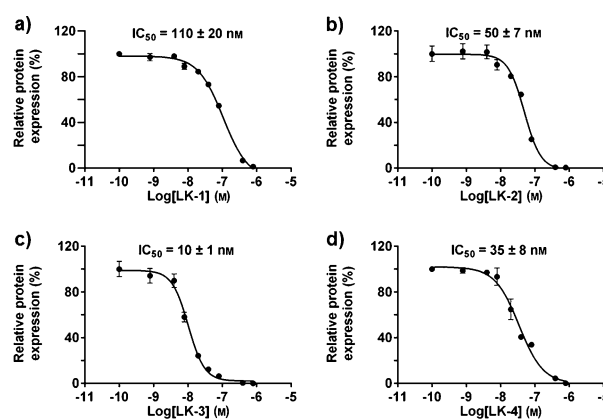 a)
IC50 = 110 ± 20 nM
Relative protein
expression (%)
120
80
40
0
-11 -10 -9 -8 -7 -6 -5
Log[LK-1] (M)
b)
IC50 = 50 ± 7 nM
Relative protein
expression (%)
120
80
40
0
-11 -10 -9 -8 -7 -6 -5
Log[LK-2] (M)
c)
IC50 = 10 ± 1 nM
Relative protein
expression (%)
120
80
40
0
-11 -10 -9 -8 -7 -6 -5
Log[LK-3] (M)
d)
IC50 = 35 ± 8 nM
Relative protein
expression (%)
120
80
40
0
-11 -10 -9 -8 -7 -6 -5
Log[LK-4] (M)